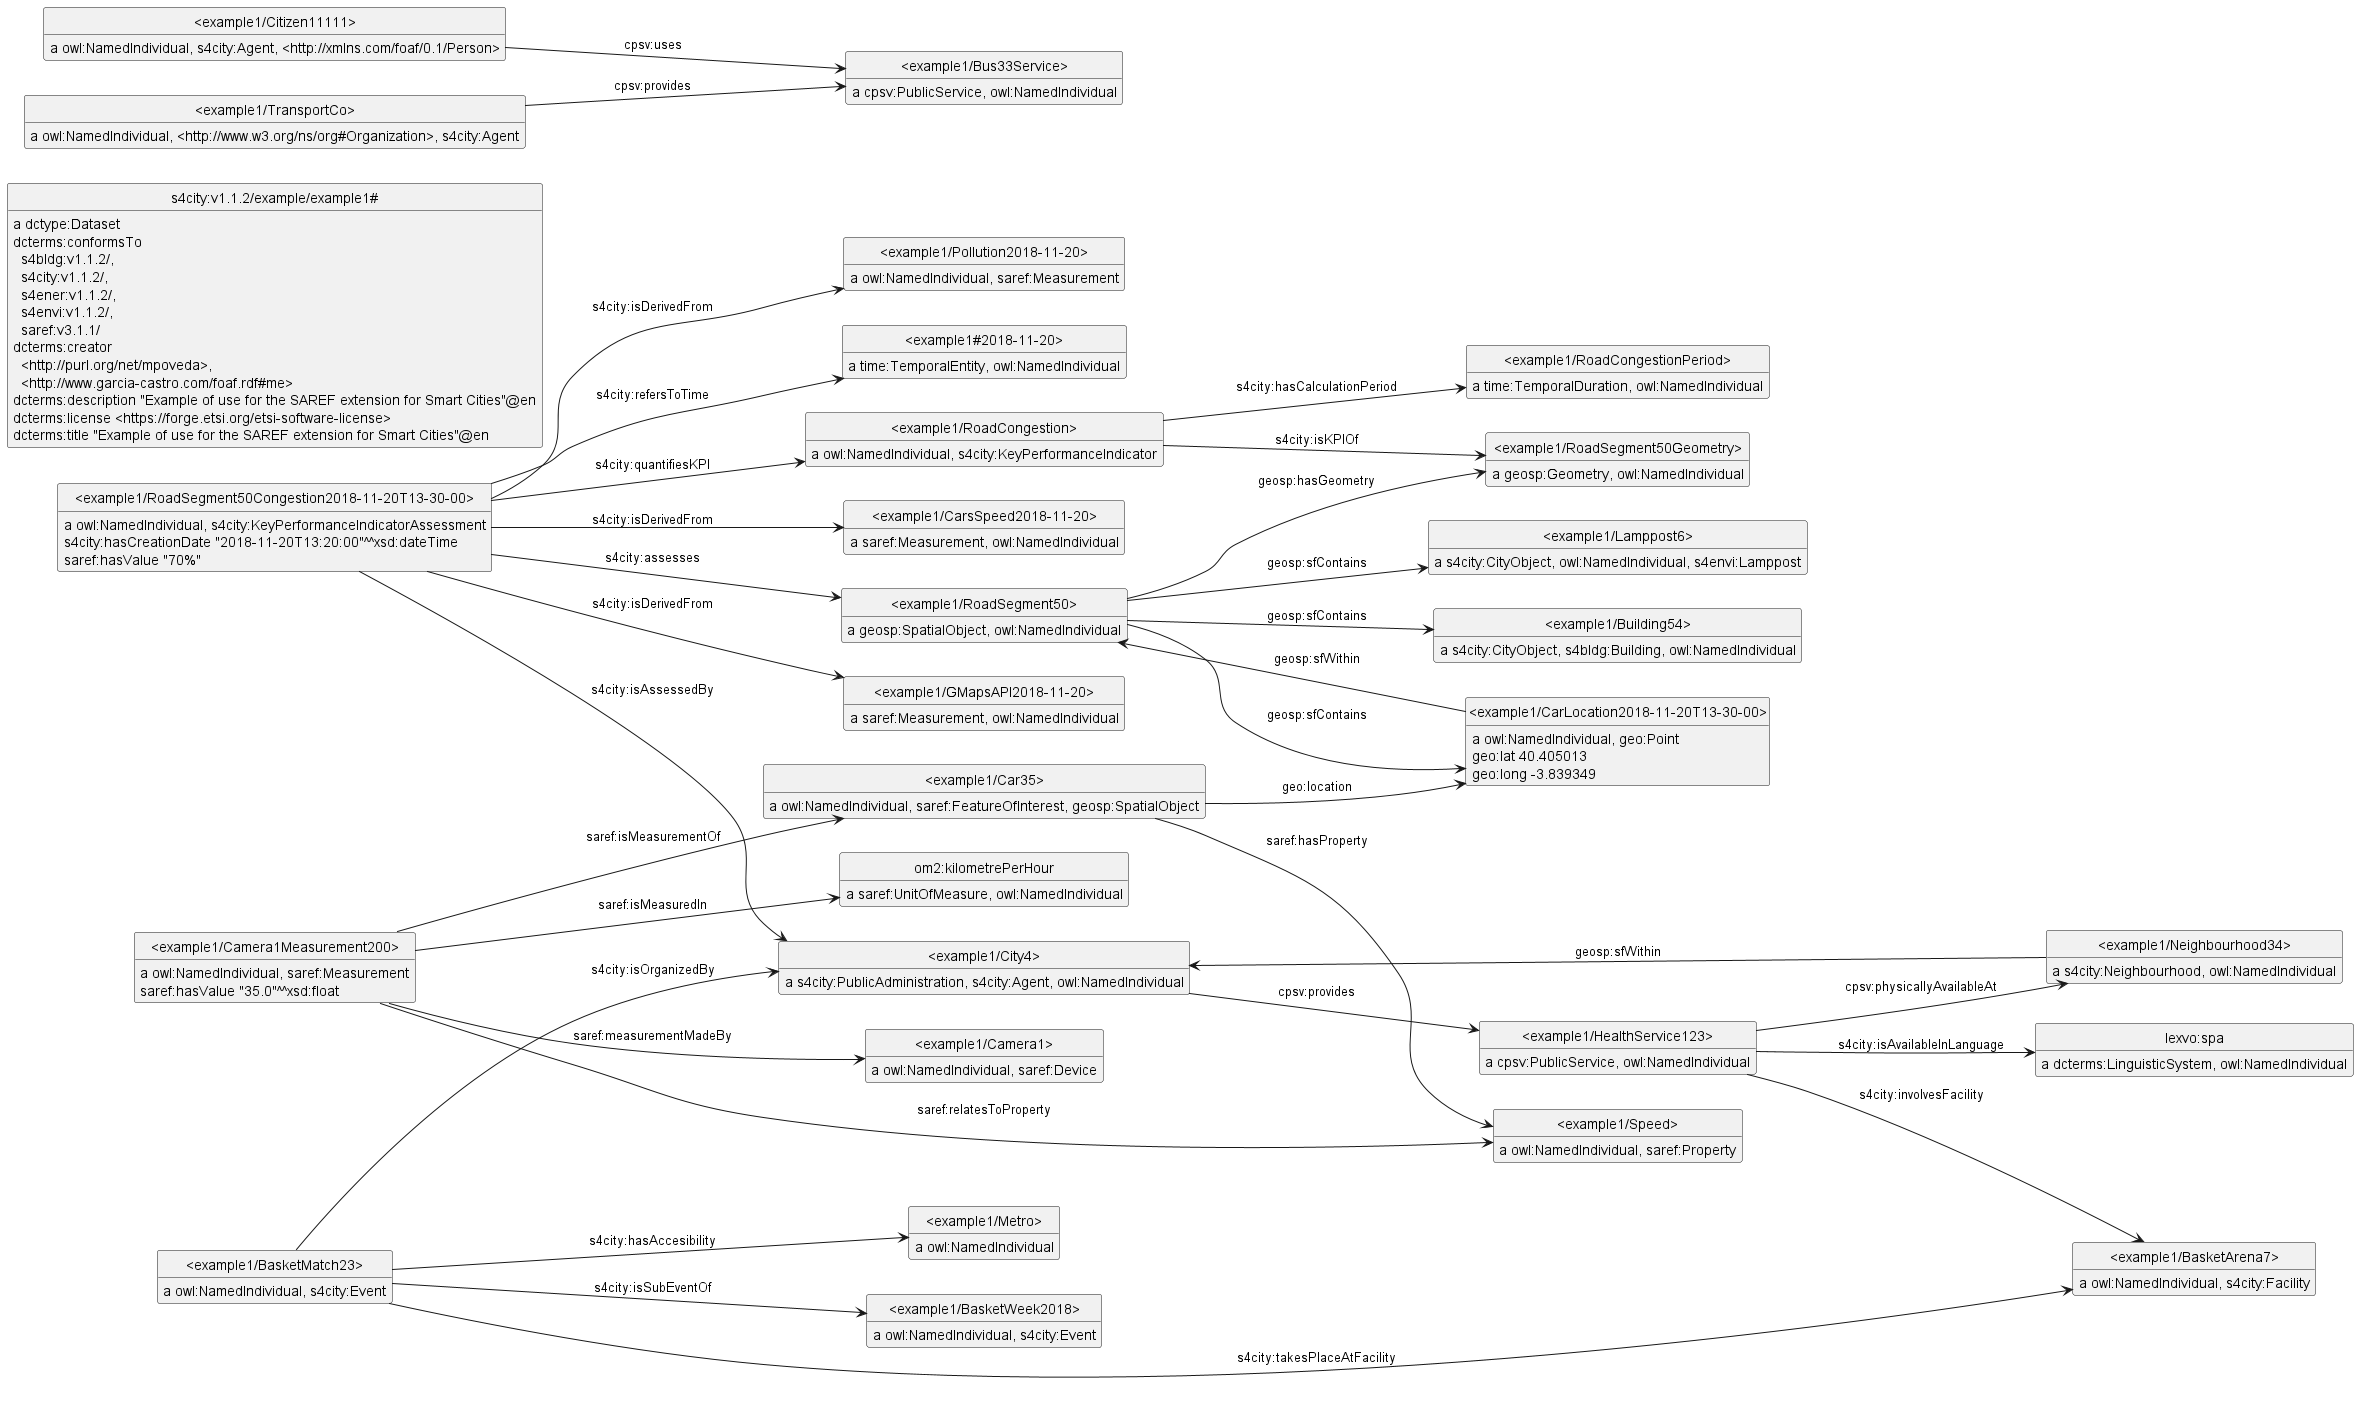 <example1/Citizen11111>
a owl:NamedIndividual, s4city:Agent, <http://xmlns.com/foaf/0.1/Person>
cpsv:uses
<example1/Bus33Service>
a cpsv:PublicService, owl:NamedIndividual
cpsv:provides
<example1/TransportCo>
a owl:NamedIndividual, <http://www.w3.org/ns/org#Organization>, s4city:Agent
s4city:v1.1.2/example/example1#
a dctype:Dataset
dcterms:conformsTo
s4bldg:v1.1.2/,
s4city:v1.1.2/,
s4ener:v1.1.2/,
s4envi:v1.1.2/,
saref:v3.1.1/
dcterms:creator
<http://purl.org/net/mpoveda>,
<http://www.garcia-castro.com/foaf.rdf#me>
dcterms:description "Example of use for the SAREF extension for Smart Cities"@en
dcterms:license <https://forge.etsi.org/etsi-software-license>
dcterms:title "Example of use for the SAREF extension for Smart Cities"@en
<example1/Pollution2018-11-20>
a owl:NamedIndividual, saref:Measurement
s4city:isDerivedFrom
<example1#2018-11-20>
a time:TemporalEntity, owl:NamedIndividual
s4city:refersToTime
<example1/RoadCongestion>
a owl:NamedIndividual, s4city:KeyPerformanceIndicator
s4city:quantifiesKPI
s4city:hasCalculationPeriod
<example1/RoadCongestionPeriod>
a time:TemporalDuration, owl:NamedIndividual
s4city:isKPIOf
<example1/RoadSegment50Geometry>
a geosp:Geometry, owl:NamedIndividual
geosp:hasGeometry
<example1/RoadSegment50Congestion2018-11-20T13-30-00>
a owl:NamedIndividual, s4city:KeyPerformanceIndicatorAssessment
s4city:hasCreationDate "2018-11-20T13:20:00"^^xsd:dateTime
saref:hasValue "70%"
s4city:isDerivedFrom
<example1/CarsSpeed2018-11-20>
a saref:Measurement, owl:NamedIndividual
s4city:assesses
<example1/RoadSegment50>
a geosp:SpatialObject, owl:NamedIndividual
geosp:sfContains
<example1/Lamppost6>
a s4city:CityObject, owl:NamedIndividual, s4envi:Lamppost
geosp:sfContains
<example1/Building54>
a s4city:CityObject, s4bldg:Building, owl:NamedIndividual
s4city:isDerivedFrom
<example1/GMapsAPI2018-11-20>
a saref:Measurement, owl:NamedIndividual
geosp:sfWithin
geosp:sfContains
<example1/CarLocation2018-11-20T13-30-00>
a owl:NamedIndividual, geo:Point
geo:lat 40.405013
geo:long -3.839349
s4city:isAssessedBy
<example1/Car35>
a owl:NamedIndividual, saref:FeatureOfInterest, geosp:SpatialObject
geo:location
saref:hasProperty
saref:isMeasurementOf
om2:kilometrePerHour
a saref:UnitOfMeasure, owl:NamedIndividual
saref:isMeasuredIn
<example1/Camera1Measurement200>
a owl:NamedIndividual, saref:Measurement
saref:hasValue "35.0"^^xsd:float
s4city:isOrganizedBy
<example1/City4>
a s4city:PublicAdministration, s4city:Agent, owl:NamedIndividual
geosp:sfWithin
<example1/Neighbourhood34>
a s4city:Neighbourhood, owl:NamedIndividual
cpsv:provides
cpsv:physicallyAvailableAt
<example1/HealthService123>
a cpsv:PublicService, owl:NamedIndividual
s4city:isAvailableInLanguage
lexvo:spa
a dcterms:LinguisticSystem, owl:NamedIndividual
saref:measurementMadeBy
<example1/Camera1>
a owl:NamedIndividual, saref:Device
saref:relatesToProperty
<example1/Speed>
a owl:NamedIndividual, saref:Property
s4city:involvesFacility
<example1/BasketMatch23>
a owl:NamedIndividual, s4city:Event
s4city:hasAccesibility
<example1/Metro>
a owl:NamedIndividual
s4city:isSubEventOf
<example1/BasketWeek2018>
a owl:NamedIndividual, s4city:Event
s4city:takesPlaceAtFacility
<example1/BasketArena7>
a owl:NamedIndividual, s4city:Facility